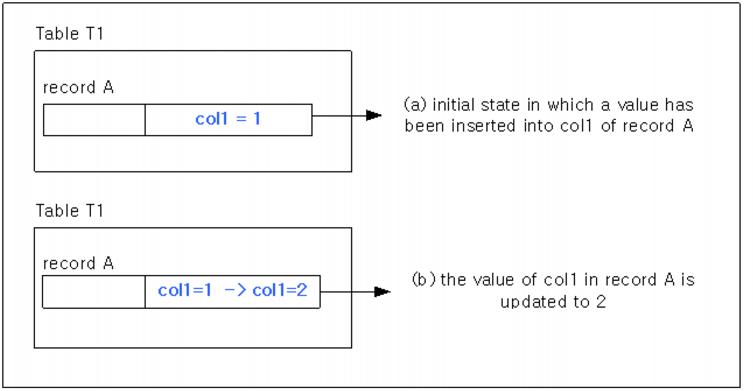 Table T1
record A
col1 = 1
(a) initial state in which a value has
been inserted into col1 of record A
Table T1
record A
col1=1 -> col1=2
(b) the value of col1 in record A is
updated to 2